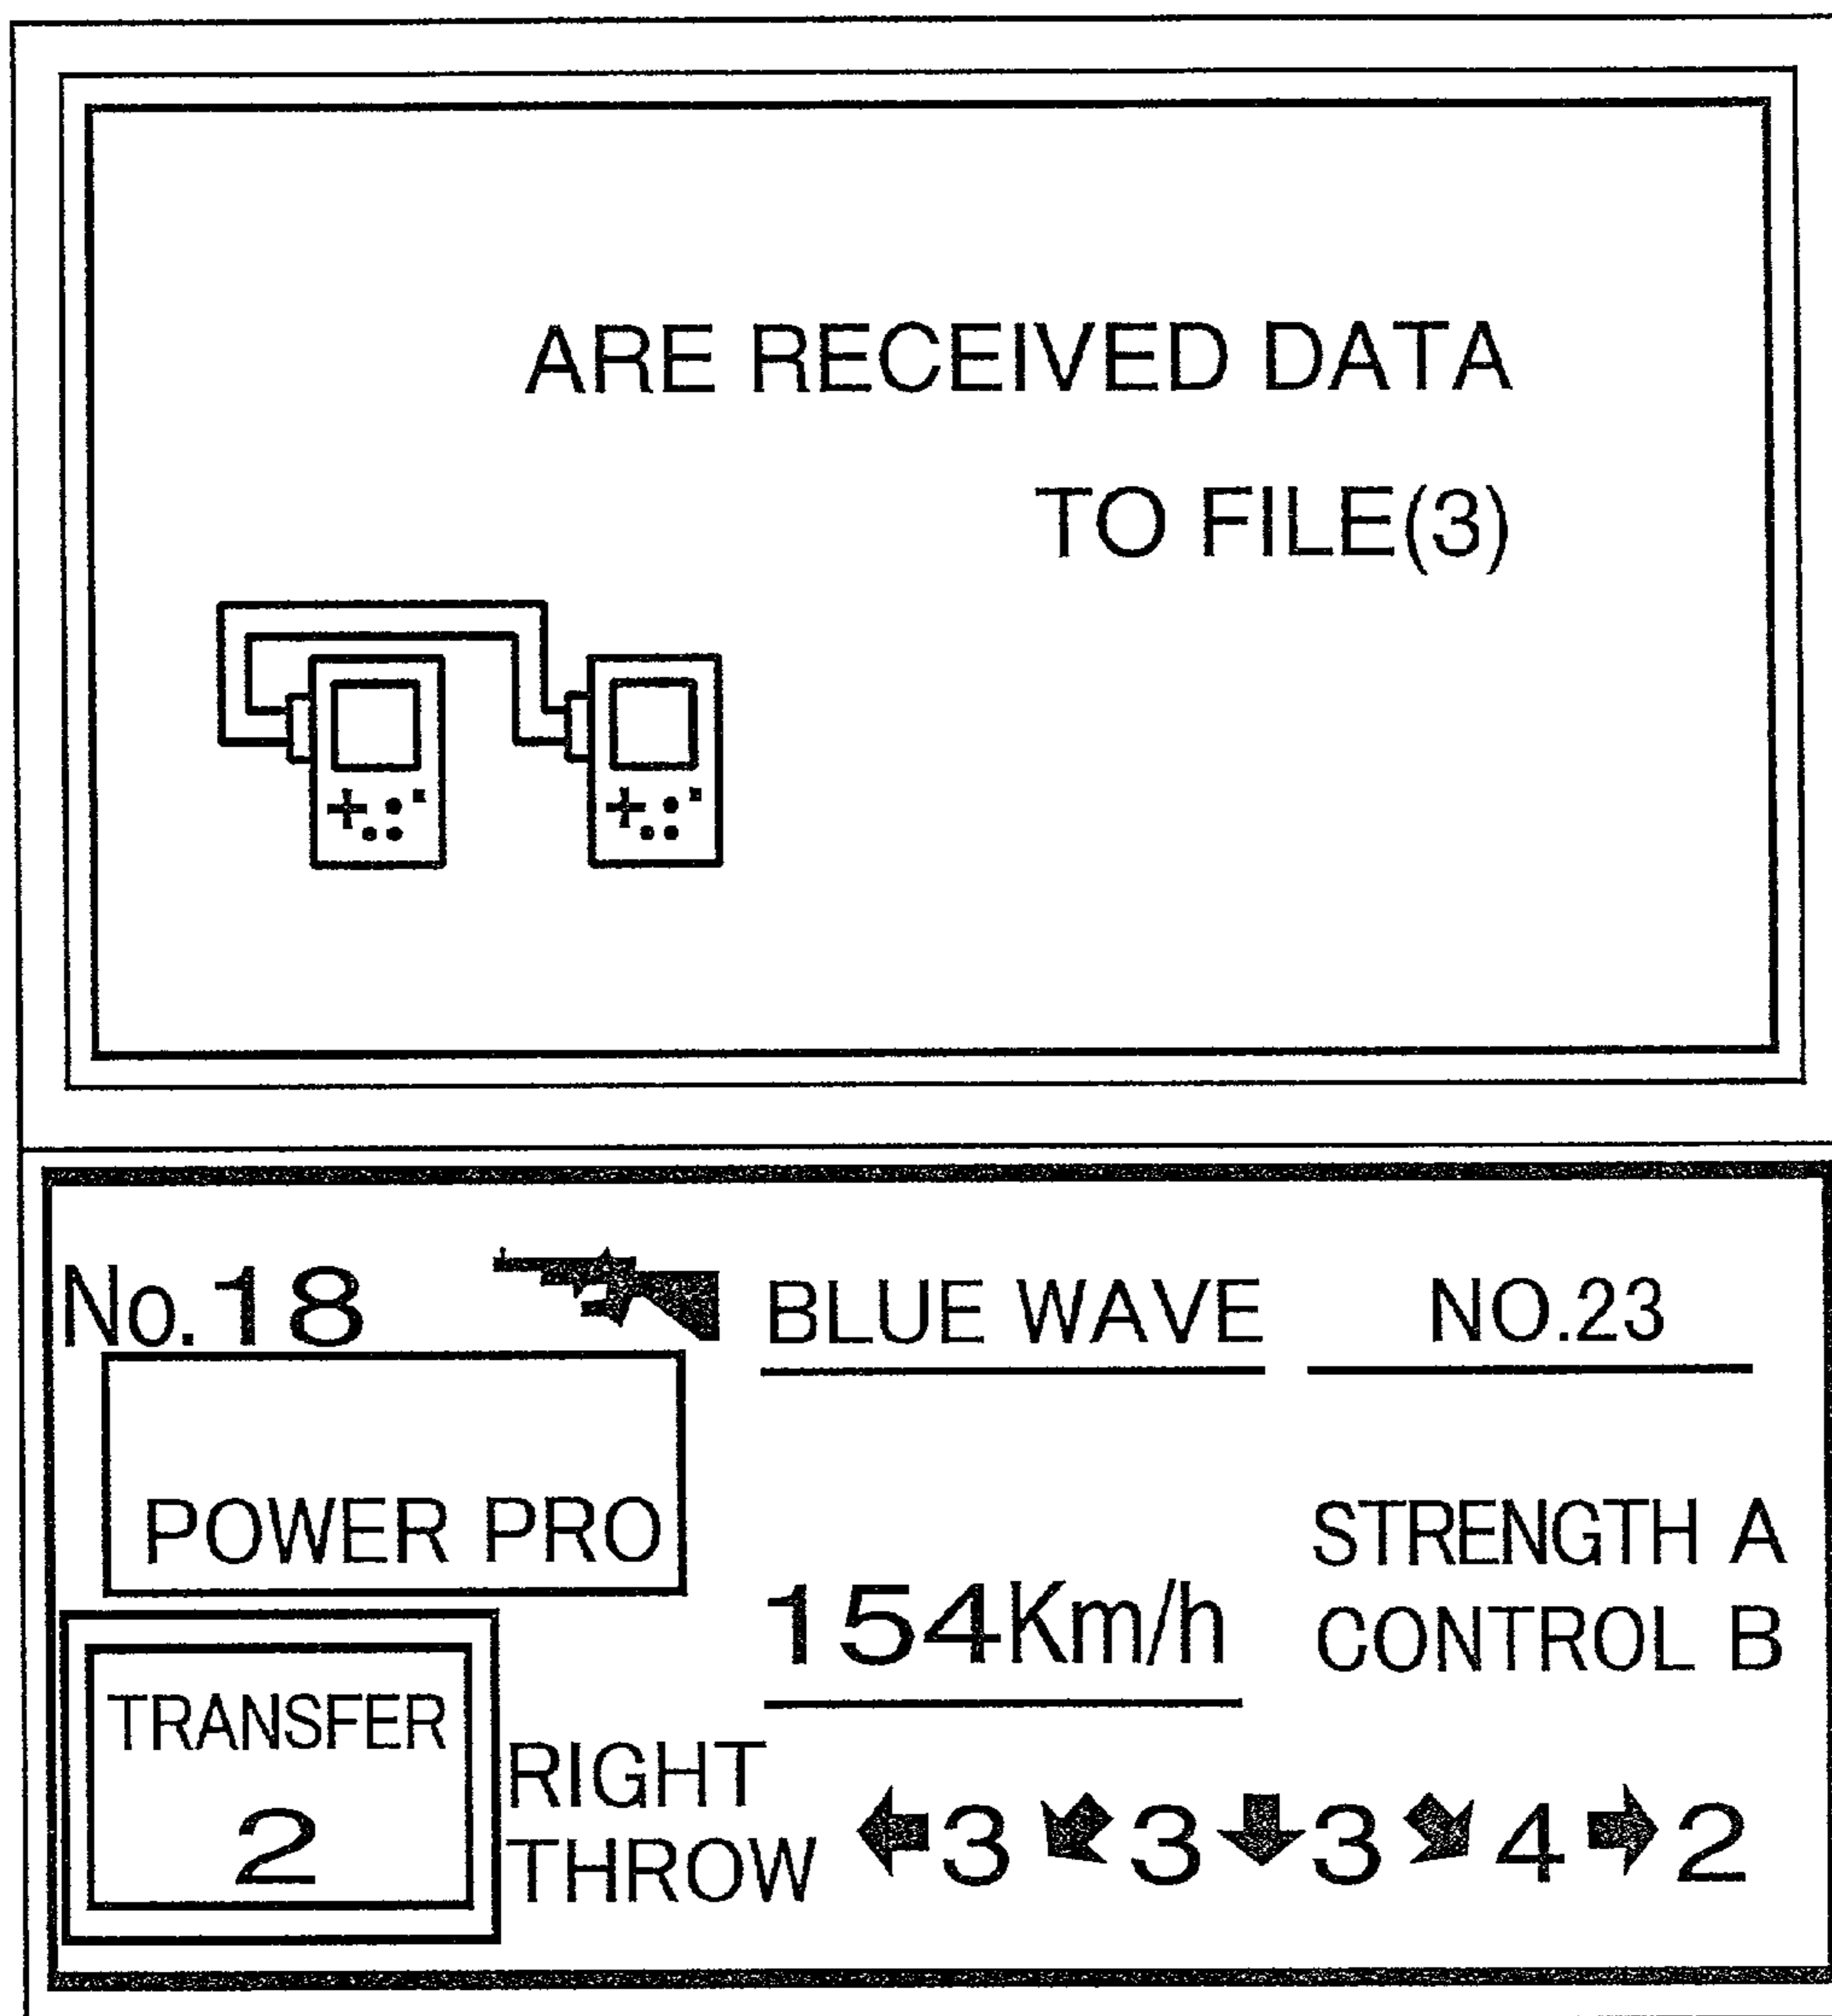 ARE RECEIVED DATA
TO FILE(3)
No.18 BLUE WAVE NO.23
POWER PRO
STRENGTH A
154Km/h
CONTROL B
TRANSFER
2
RIGHT
THROW
3 3 3 4 2